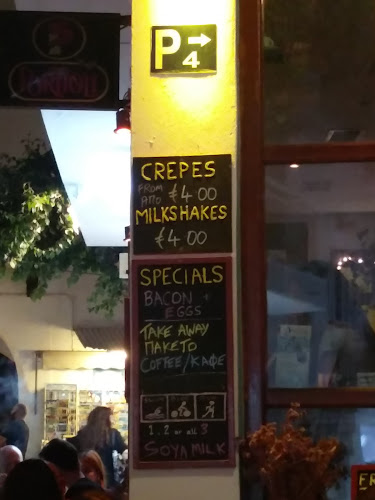 P→
4
CREPES
FROM
ΑΠΟ €4 00
MILKSHAKES
€4 00
SPECIALS
BACON +
EGGS
TAKE AWAY
ΠΑΚΕΤΟ
COFFEE/ΚΑΦΕ
1. 2 or all 3
SOYA MILK